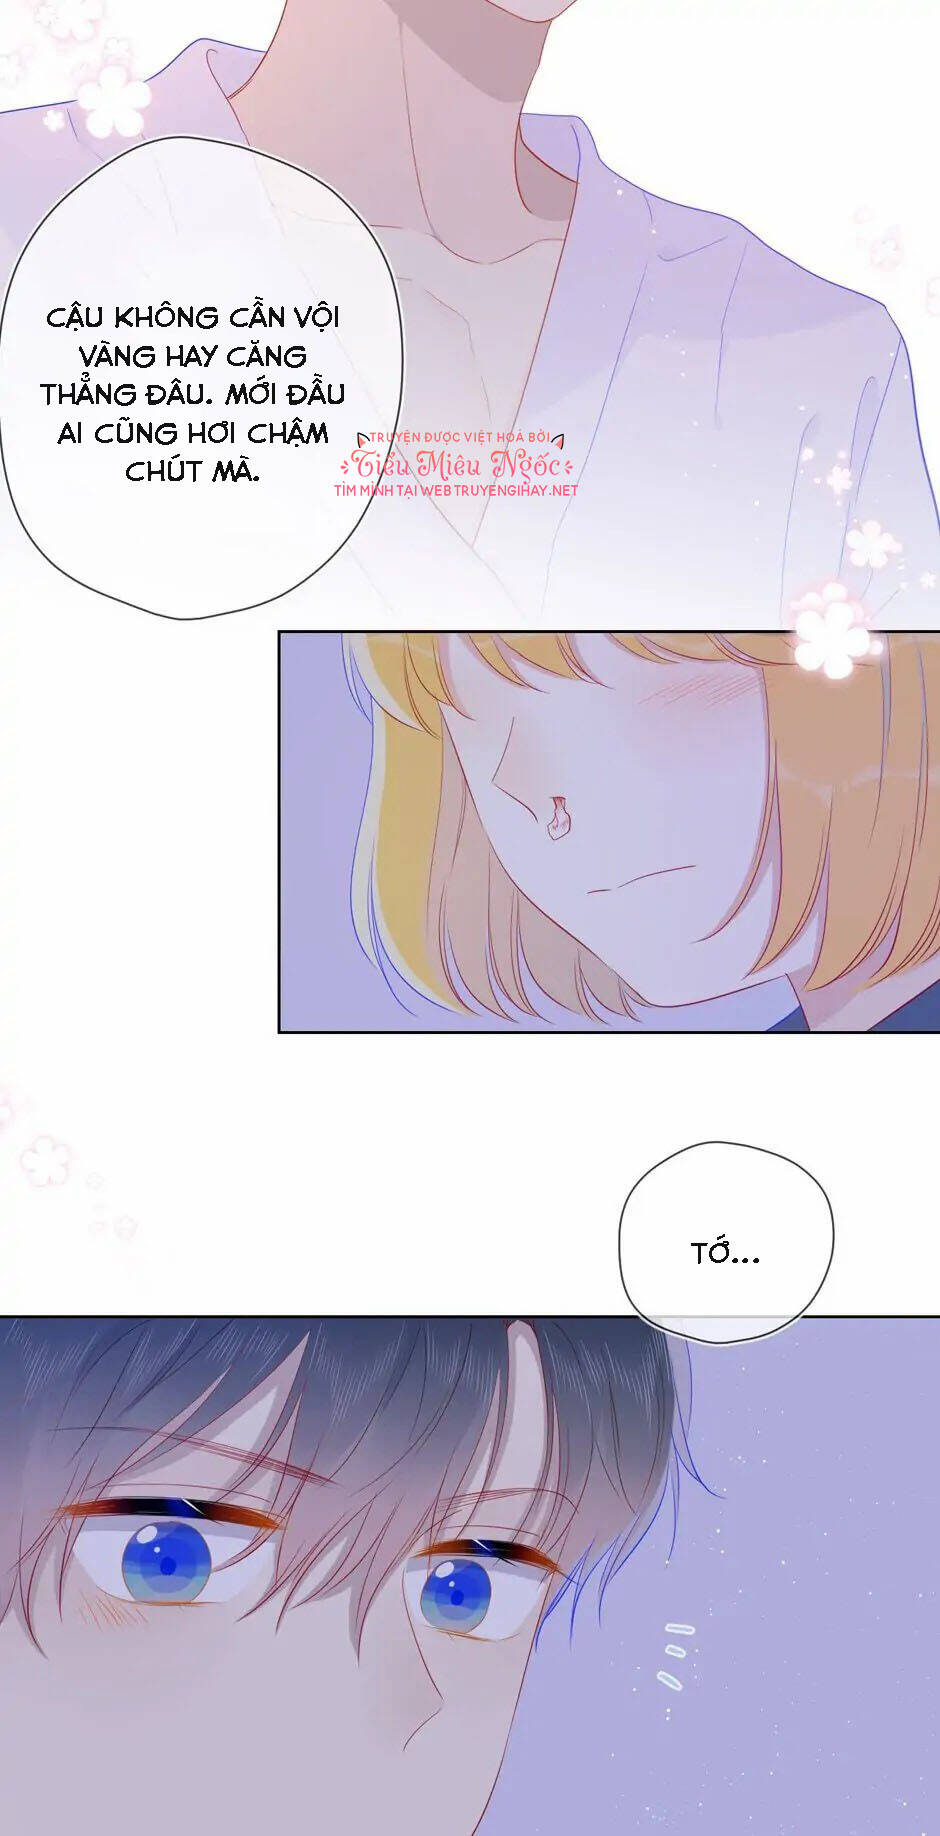 CẬU KHÔNG CẦN VỘI
VÀNG HAY CĂNG
THẲNG ĐÂU. MỚI ĐẦU
AI CŨNG HƠI CHẬM
CHÚT MÀ.
TRUYỆN ĐƯỢC VIỆT HOÁ BỞI
Tiểu Miêu Ngốc
TÌM MÌNH TẠI WEB TRUYENGIHAY.NET
TỚ...